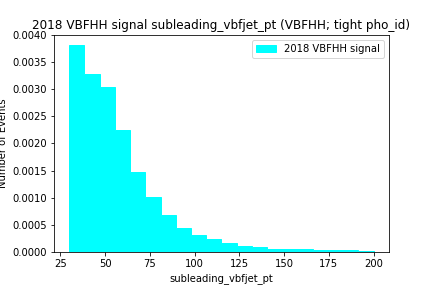 2018 VBFHH signal subleading_vbfjet_pt (VBFHH; tight pho_id)
2018 VBFHH signal
Number of Events
0.0040
0.0035
0.0030
0.0025
0.0020
0.0015
0.0010
0.0005
0.0000
25 50 75 100 125 150 175 200
subleading_vbfjet_pt